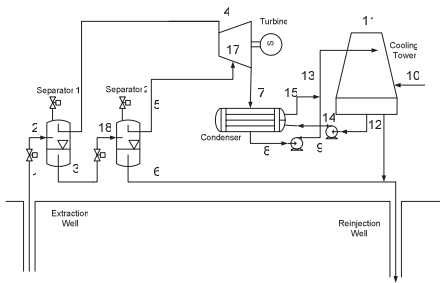 11
4
Turbine
S
17
Cooling
Tower
13
10
Separator 1
Separator 2
5
7
15
2
18
14
12
Condenser
3
8
9
6
Extraction
Well
Reinjection
Well